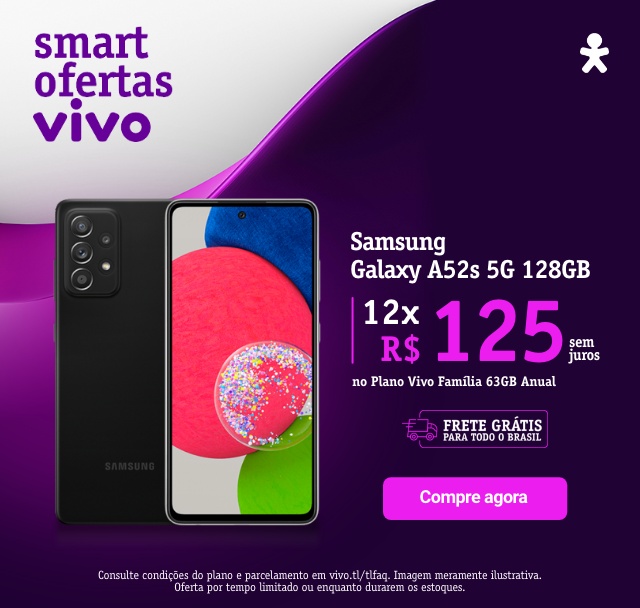 smart
ofertas
vivo
SAMSUNG
Samsung
Galaxy A52s 5G 128GB
12x
R$ 125 sem juros
no Plano Vivo Família 63GB Anual
FRETE GRÁTIS
PARA TODO O BRASIL
Compre agora
Consulte condições do plano e parcelamento em vivo.tl/tlfaq. Imagem meramente ilustrativa.
Oferta por tempo limitado ou enquanto durarem os estoques.